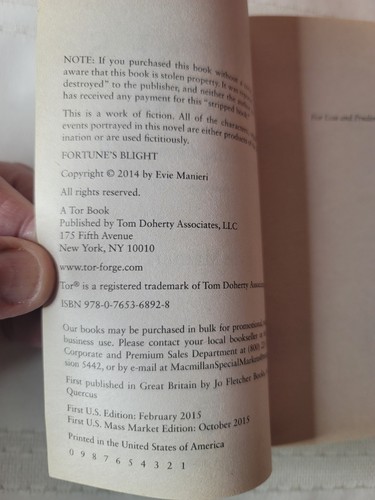 NOTE: If you purchased this book without a
aware that this book is stolen property. It was
destroyed" to the publisher, and neither the
has received any payment for this "stripped book."
This is a work of fiction. All of the characters,
events portrayed in this novel are either products
ination or are used fictitiously.
FORTUNE'S BLIGHT
Copyright © 2014 by Evie Manieri
All rights reserved.
A Tor Book
Published by Tom Doherty Associates, LLC
175 Fifth Avenue
New York, NY 10010
www.tor-forge.com
Tor® is a registered trademark of Tom Doherty
ISBN 978-0-7653-6892-8
Our books may be purchased in bulk for promotional
business use. Please contact your local bookseller
Corporate and Premium Sales Department at (800)
sion 5442, or by e-mail at
First published in Great Britain by Jo Fletcher
Quercus
First U.S. Edition: February 2015
First U.S. Mass Market Edition: October 2015
Printed in the United States of America
0 9 8 7 6 5 4 3 2 1
For Lisa and